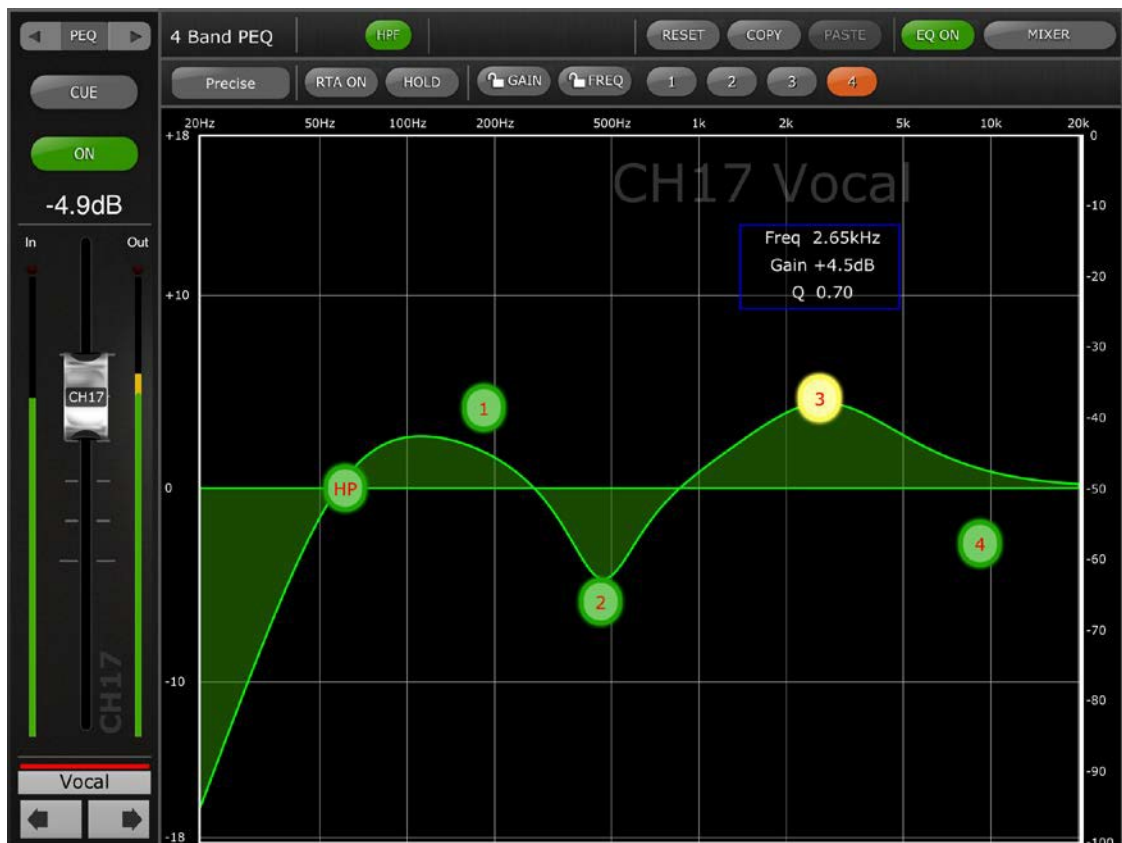 PEQ
4 Band PEQ
HPF
RESET
COPY
PASTE
EQ ON
MIXER
CUE
Precise
RTA ON
HOLD
GAIN
FREQ
1
2
3
4
ON
-4.9dB
In
Out
CH17
CH17
Vocal
20Hz
50Hz
100Hz
200Hz
500Hz
1k
2k
5k
10k
20k
+18
+10
0
-10
-18
0
-10
-20
-30
-40
-50
-60
-70
-80
-90
-100
CH17 Vocal
Freq 2.65kHz
Gain +4.5dB
Q 0.70
HP
1
2
3
4